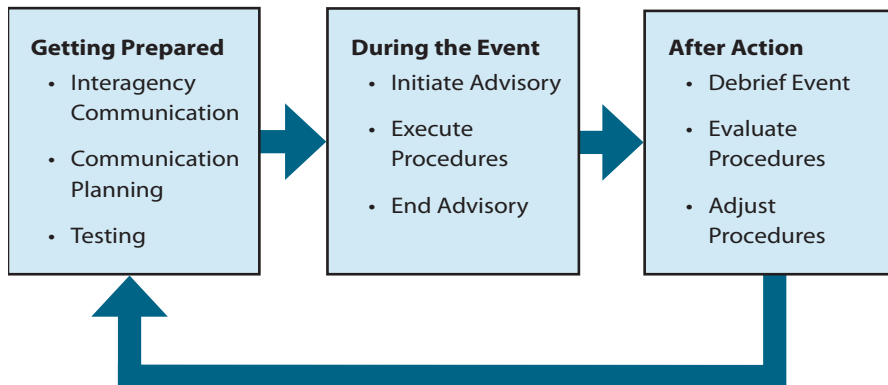 Getting Prepared
• Interagency
Communication
• Communication
Planning
• Testing
During the Event
• Initiate Advisory
• Execute
Procedures
• End Advisory
After Action
• Debrief Event
• Evaluate
Procedures
• Adjust
Procedures